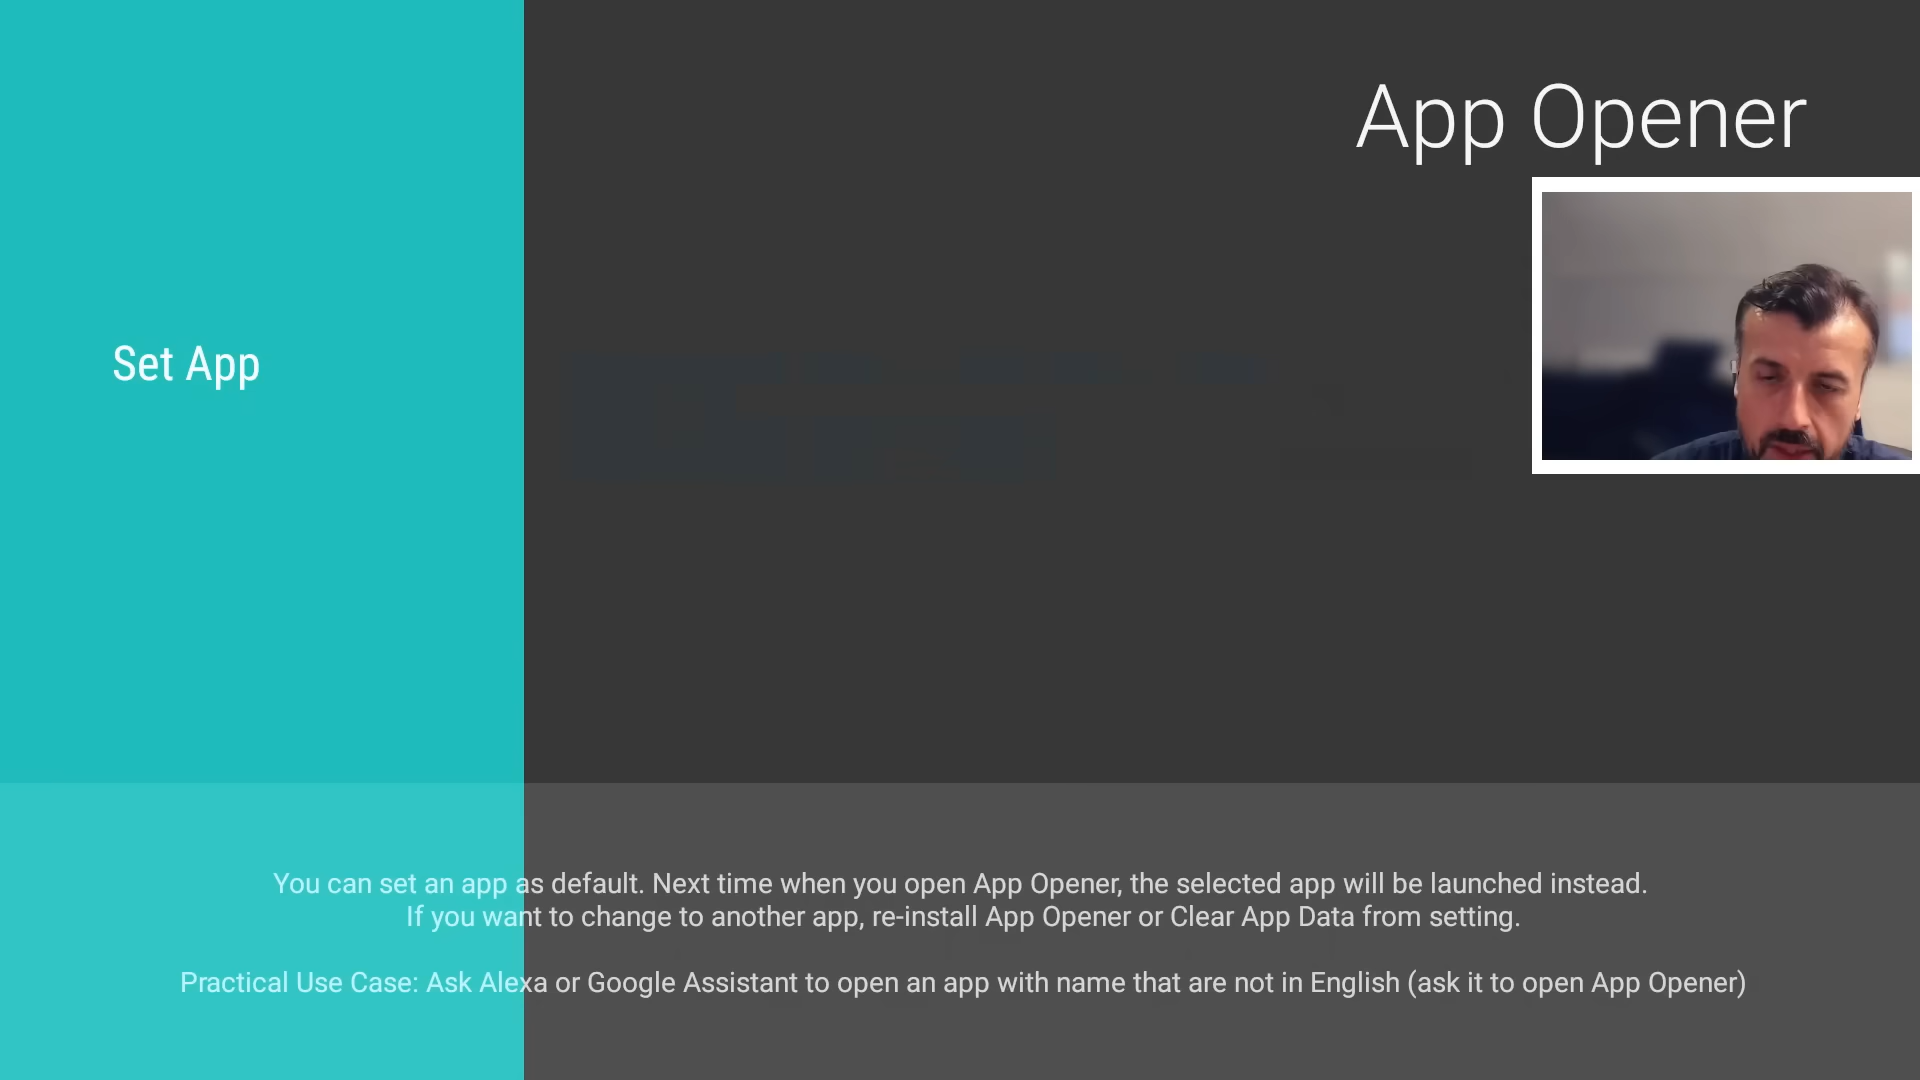 App Opener
Set App
You can set an app as default. Next time when you open App Opener, the selected app will be launched instead.
If you want to change to another app, re-install App Opener or Clear App Data from setting.
Practical Use Case: Ask Alexa or Google Assistant to open an app with name that are not in English (ask it to open App Opener)